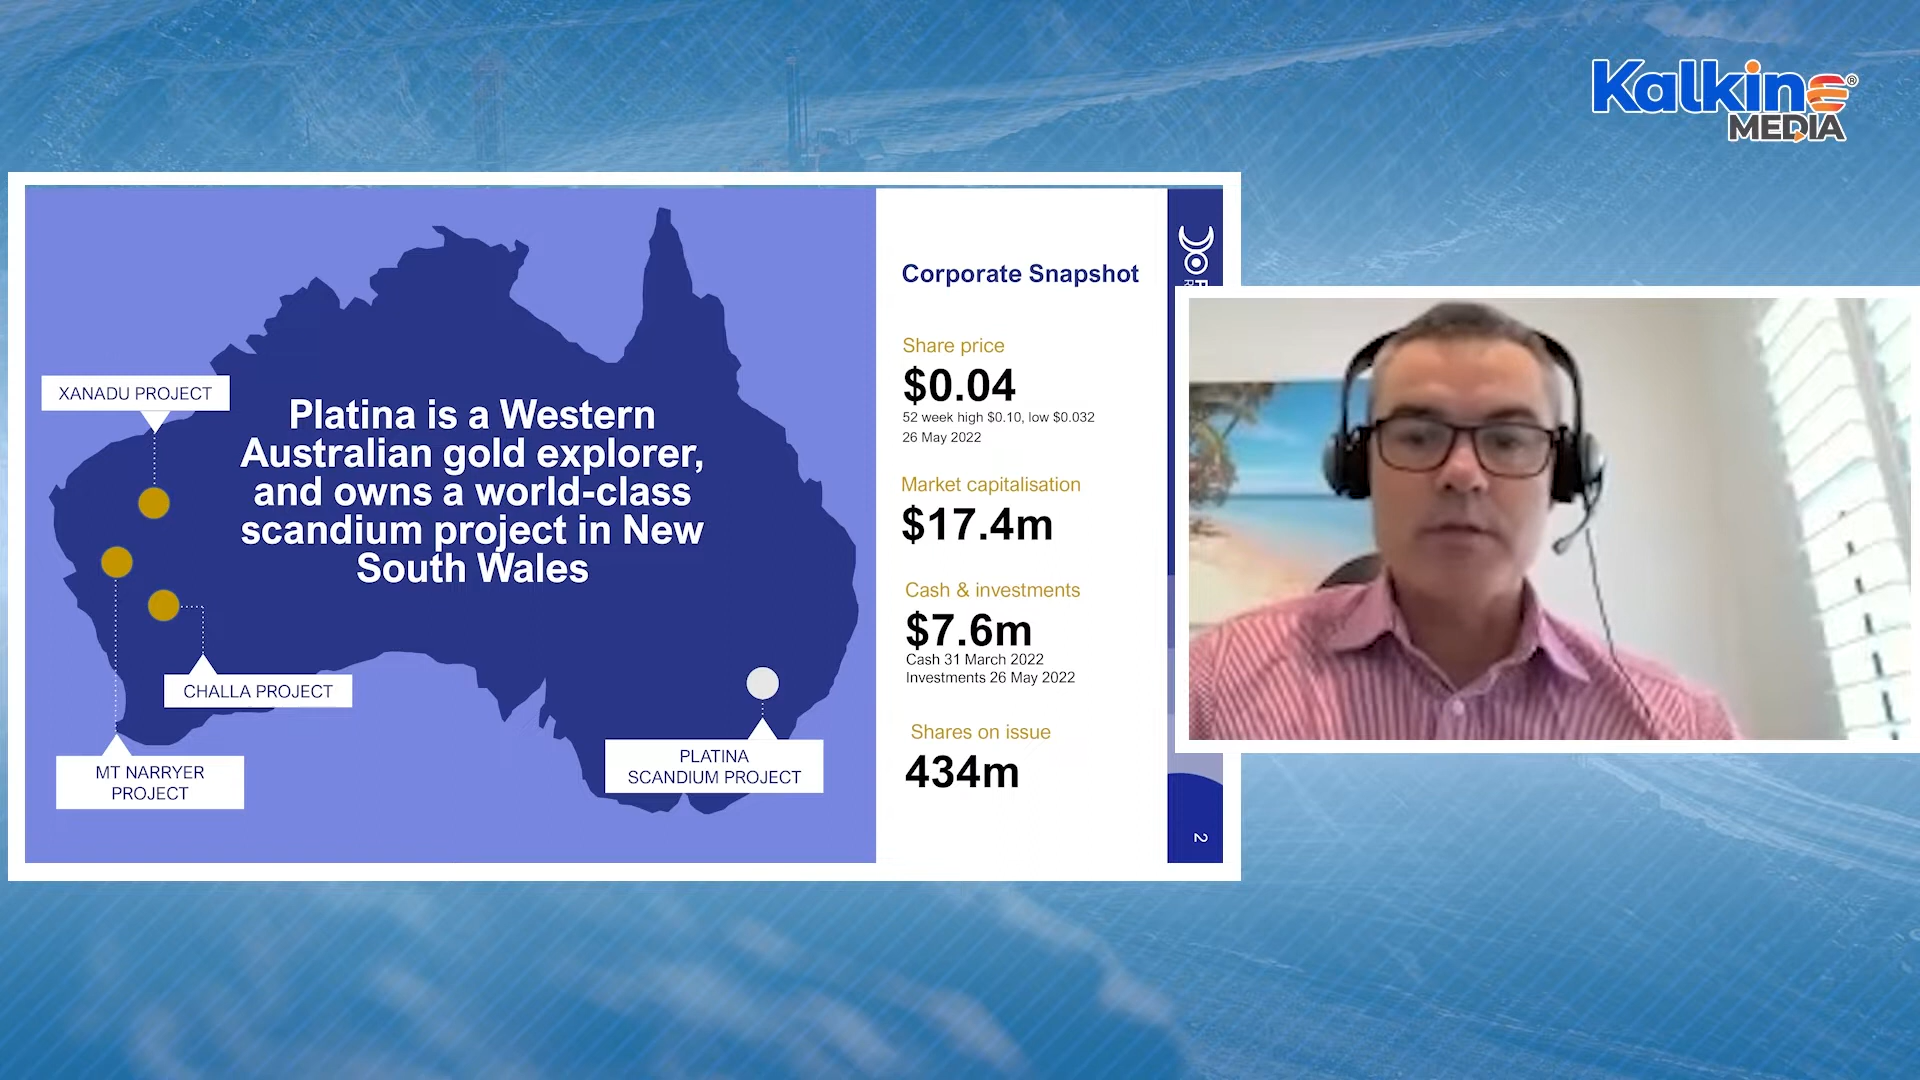 Kalkine®
MEDIA
XANADU PROJECT
Platina is a Western
Australian gold explorer,
and owns a world-class
scandium project in New
South Wales
CHALLA PROJECT
MT NARRYER
PROJECT
PLATINA
SCANDIUM PROJECT
Corporate Snapshot
Share price
$0.04
52 week high $0.10, low $0.032
26 May 2022
Market capitalisation
$17.4m
Cash & investments
$7.6m
Cash 31 March 2022
Investments 26 May 2022
Shares on issue
434m
2